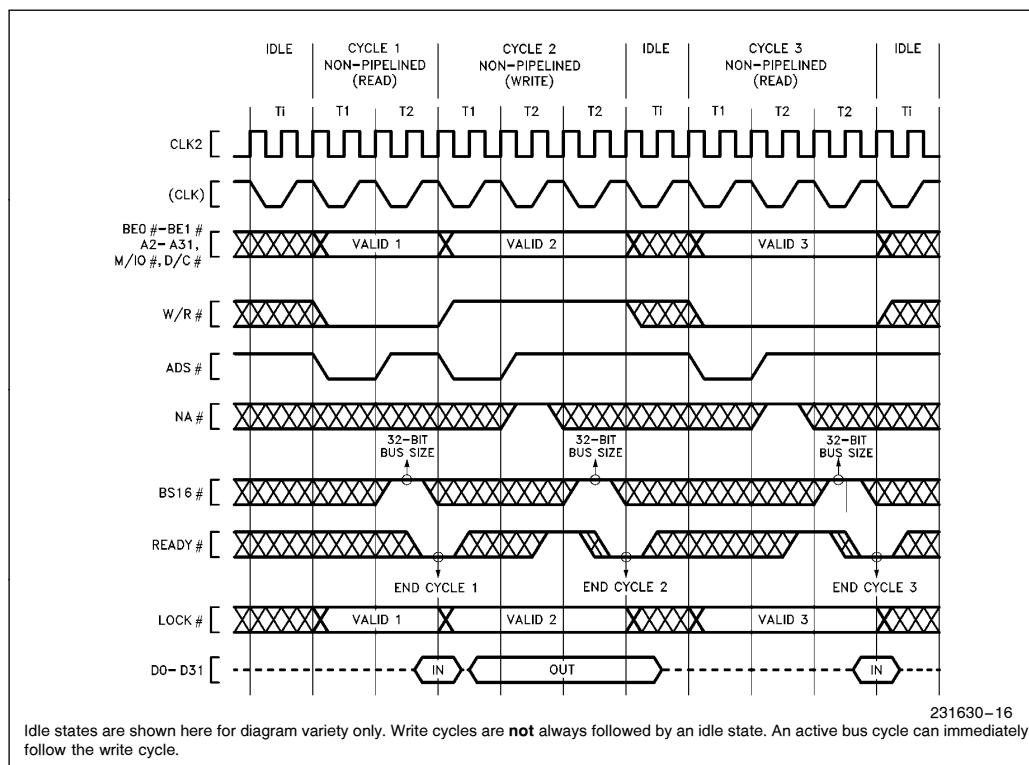 IDLE
CYCLE 1
NON-PIPELINED
(READ)
CYCLE 2
NON-PIPELINED
(WRITE)
IDLE
CYCLE 3
NON-PIPELINED
(READ)
IDLE
Ti T1 T2 T1 T2 T2 Ti T1 T2 T2 Ti
CLK2
(CLK)
BE0 #-BE1 #
A2-A31,
M/IO #, D/C #
VALID 1 VALID 2 VALID 3
W/R #
ADS #
NA #
32-BIT
BUS SIZE
32-BIT
BUS SIZE
32-BIT
BUS SIZE
BS16 #
READY #
END CYCLE 1 END CYCLE 2 END CYCLE 3
LOCK #
VALID 1 VALID 2 VALID 3
D0-D31
IN OUT IN
231630-16
Idle states are shown here for diagram variety only. Write cycles are not always followed by an idle state. An active bus cycle can immediately
follow the write cycle.